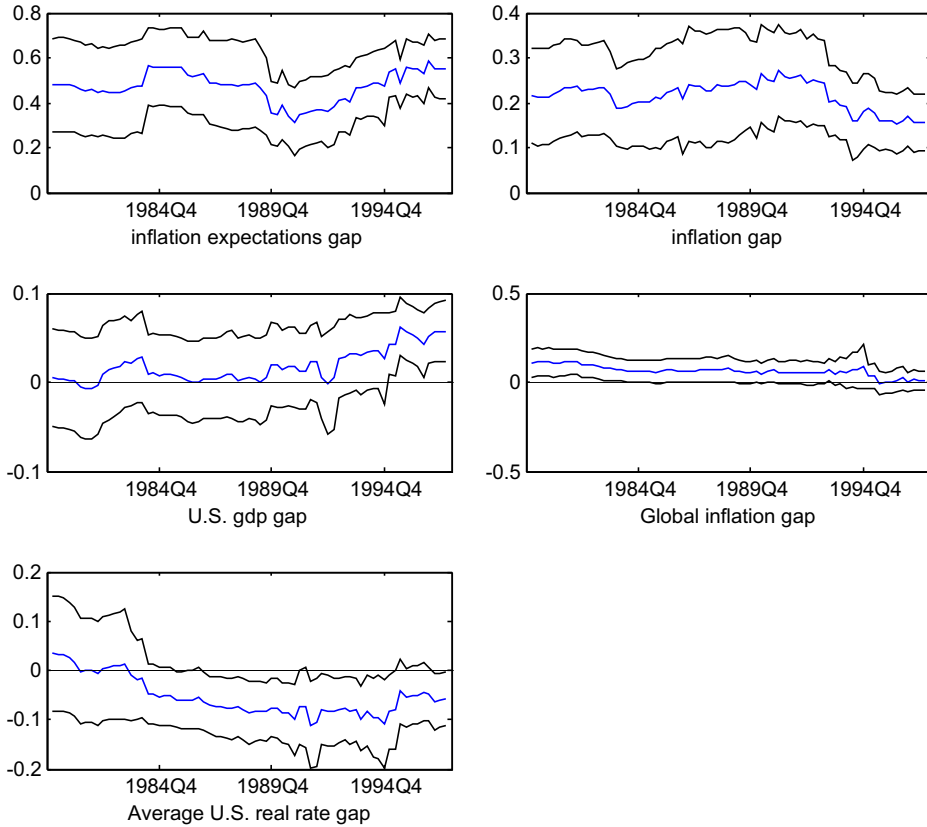 0.8
0.6
0.4
0.2
0
1984Q4 1989Q4 1994Q4
inflation expectations gap
0.4
0.3
0.2
0.1
0
1984Q4 1989Q4 1994Q4
inflation gap
0.1
0
-0.1
1984Q4 1989Q4 1994Q4
U.S. gdp gap
0.5
0
-0.5
1984Q4 1989Q4 1994Q4
Global inflation gap
0.2
0.1
0
-0.1
-0.2
1984Q4 1989Q4 1994Q4
Average U.S. real rate gap